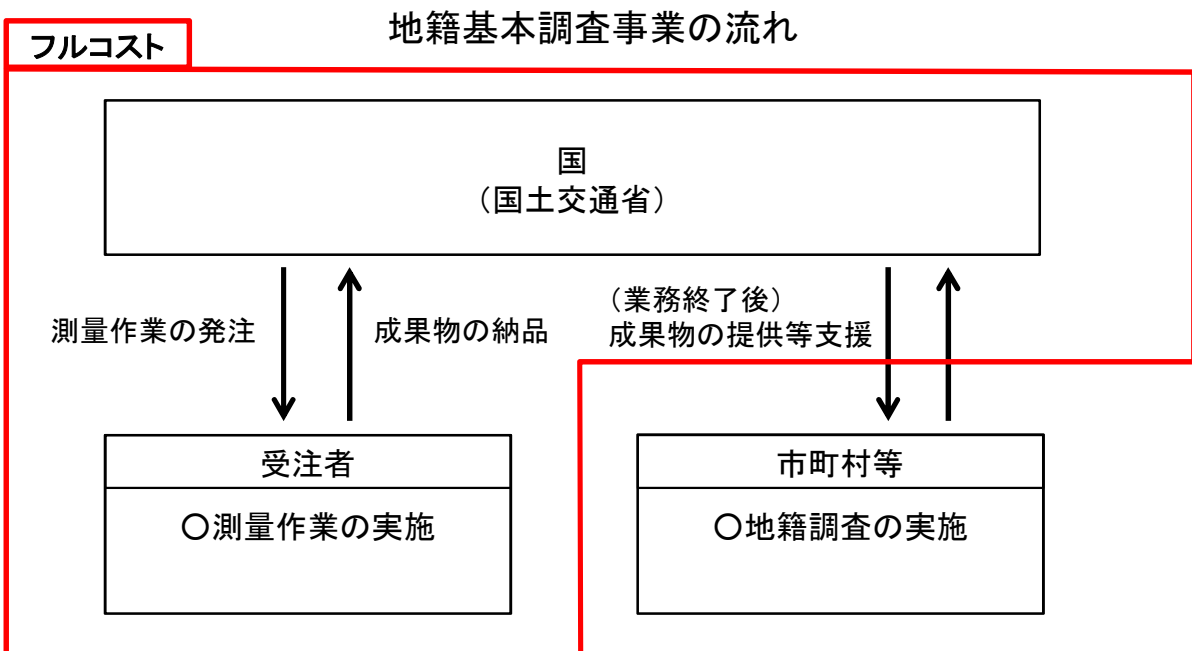 地籍基本調査事業の流れ
フルコスト
国
（国土交通省）
測量作業の発注
成果物の納品
（業務終了後）
成果物の提供等支援
受注者
〇測量作業の実施
市町村等
〇地籍調査の実施